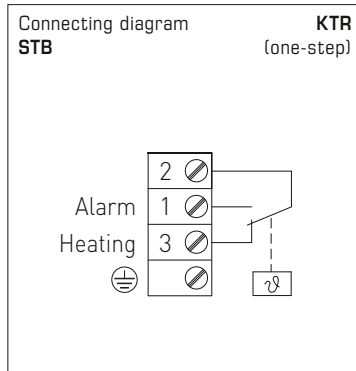 Connecting diagram KTR
STB (one-step)
2
Alarm 1
Heating 3
ϑ